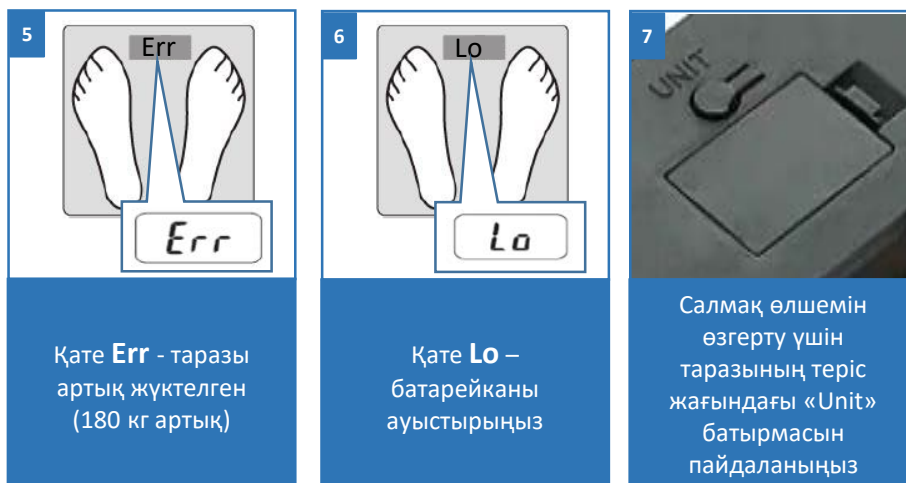 5
Err
Err
Қате Err - таразы
артық жүктелген
(180 кг артық)
6
Lo
Lo
Қате Lo –
батарейканы
ауыстырыңыз
7
UNIT
Салмақ өлшемін
өзгерту үшін
таразының теріс
жағындағы «Unit»
батырмасын
пайдаланыңыз